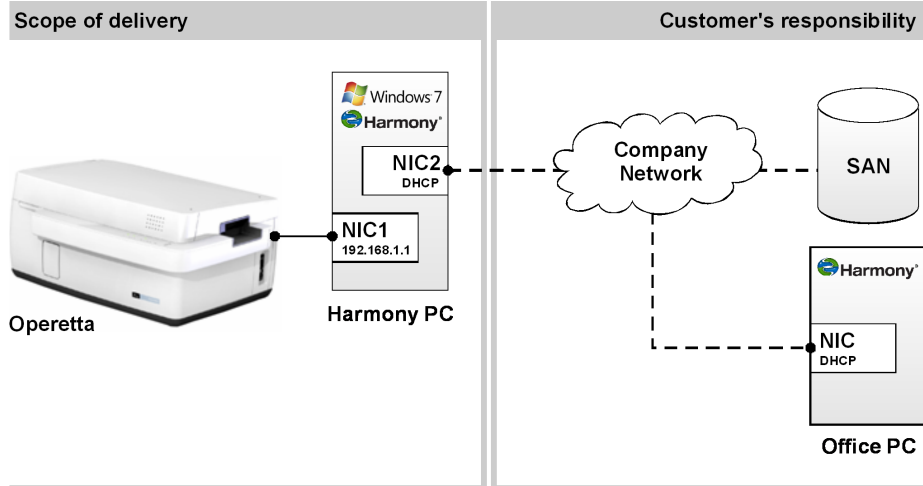 Scope of delivery
Customer's responsibility
Windows 7
Harmony®
NIC2
DHCP
NIC1
192.168.1.1
Harmony PC
Operetta
Company
Network
SAN
Harmony®
NIC
DHCP
Office PC